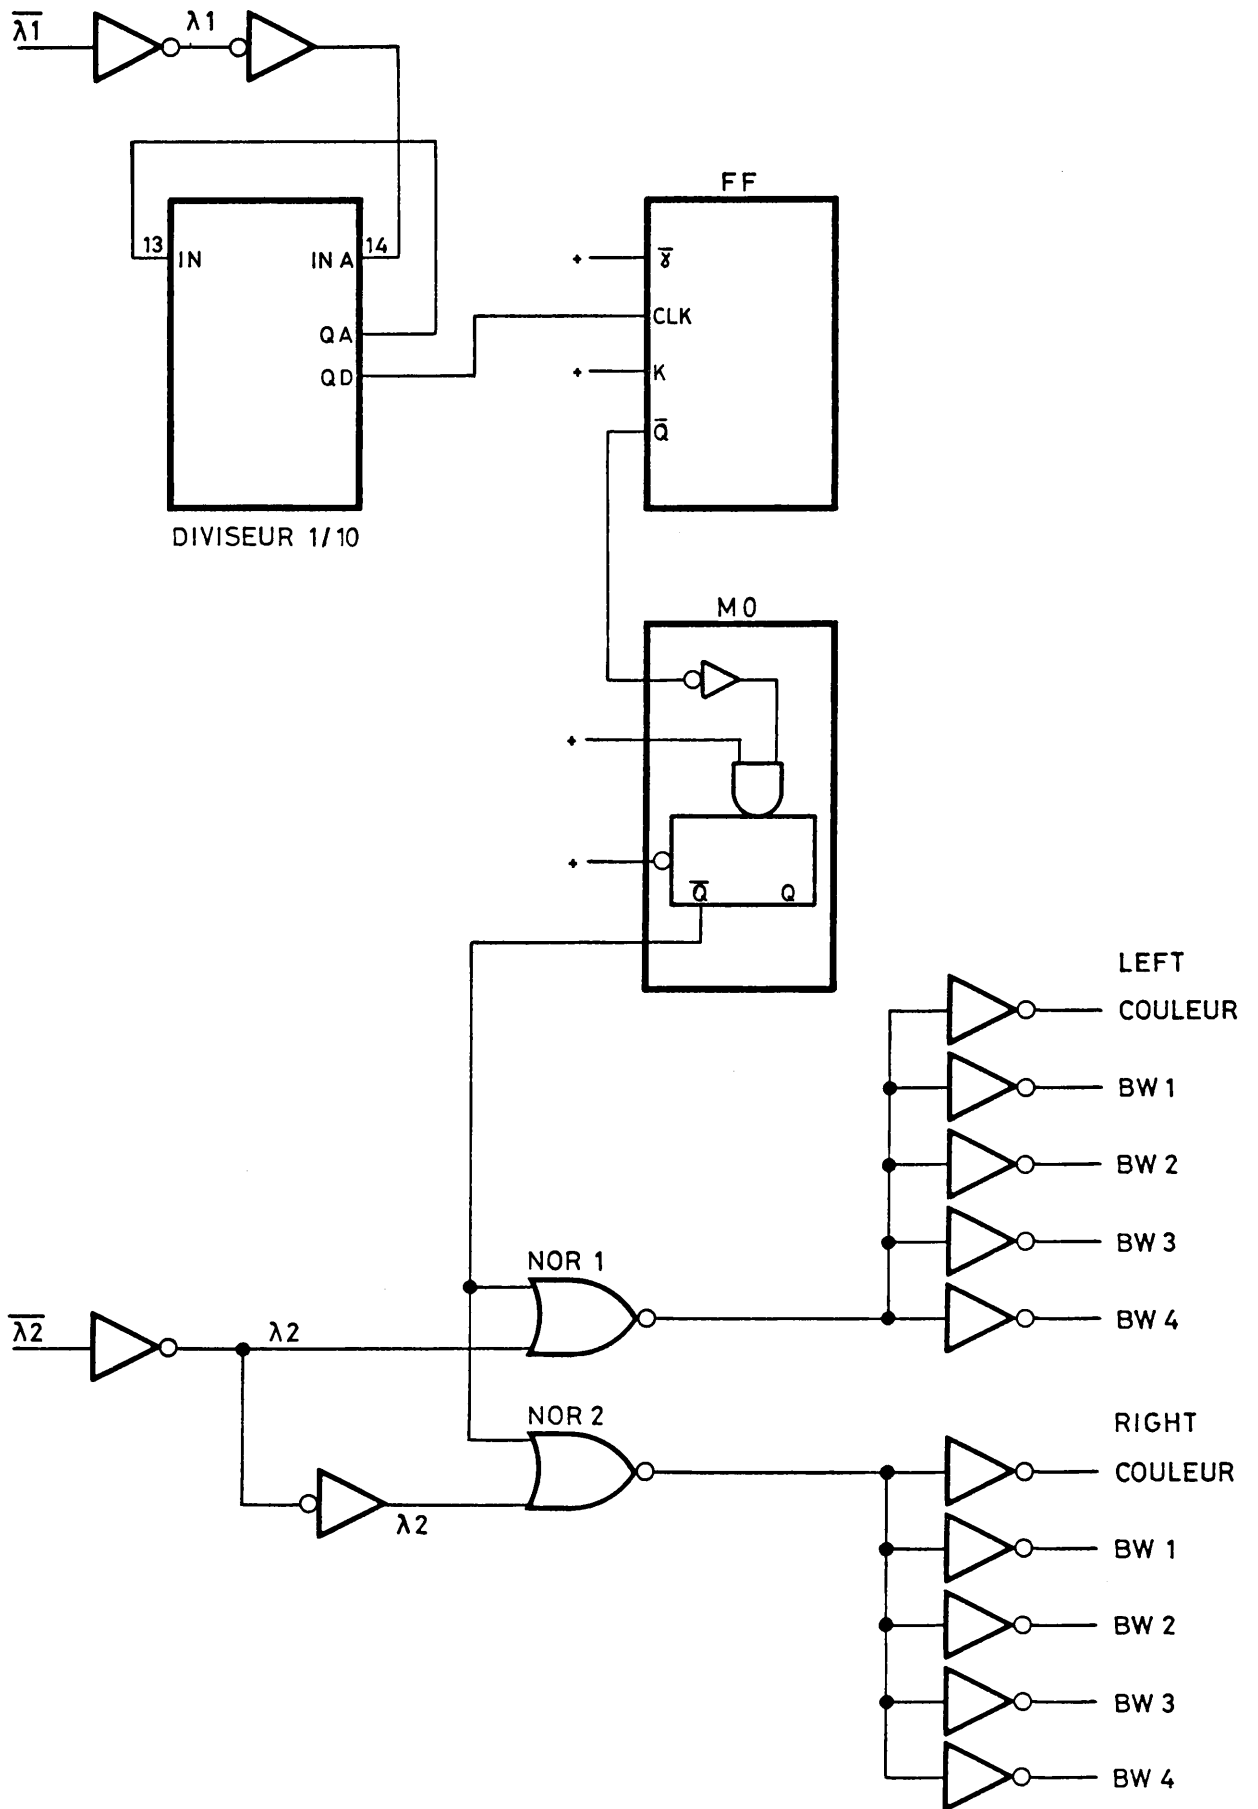 λ1̅
λ1
13
IN
14
IN A
QA
QD
DIVISEUR 1/10
FF
+
γ̅
CLK
+
K
Q̅
MO
+
+
Q̅
Q
LEFT
COULEUR
BW 1
BW 2
BW 3
BW 4
NOR 1
λ2̅
λ2
NOR 2
λ2
RIGHT
COULEUR
BW 1
BW 2
BW 3
BW 4